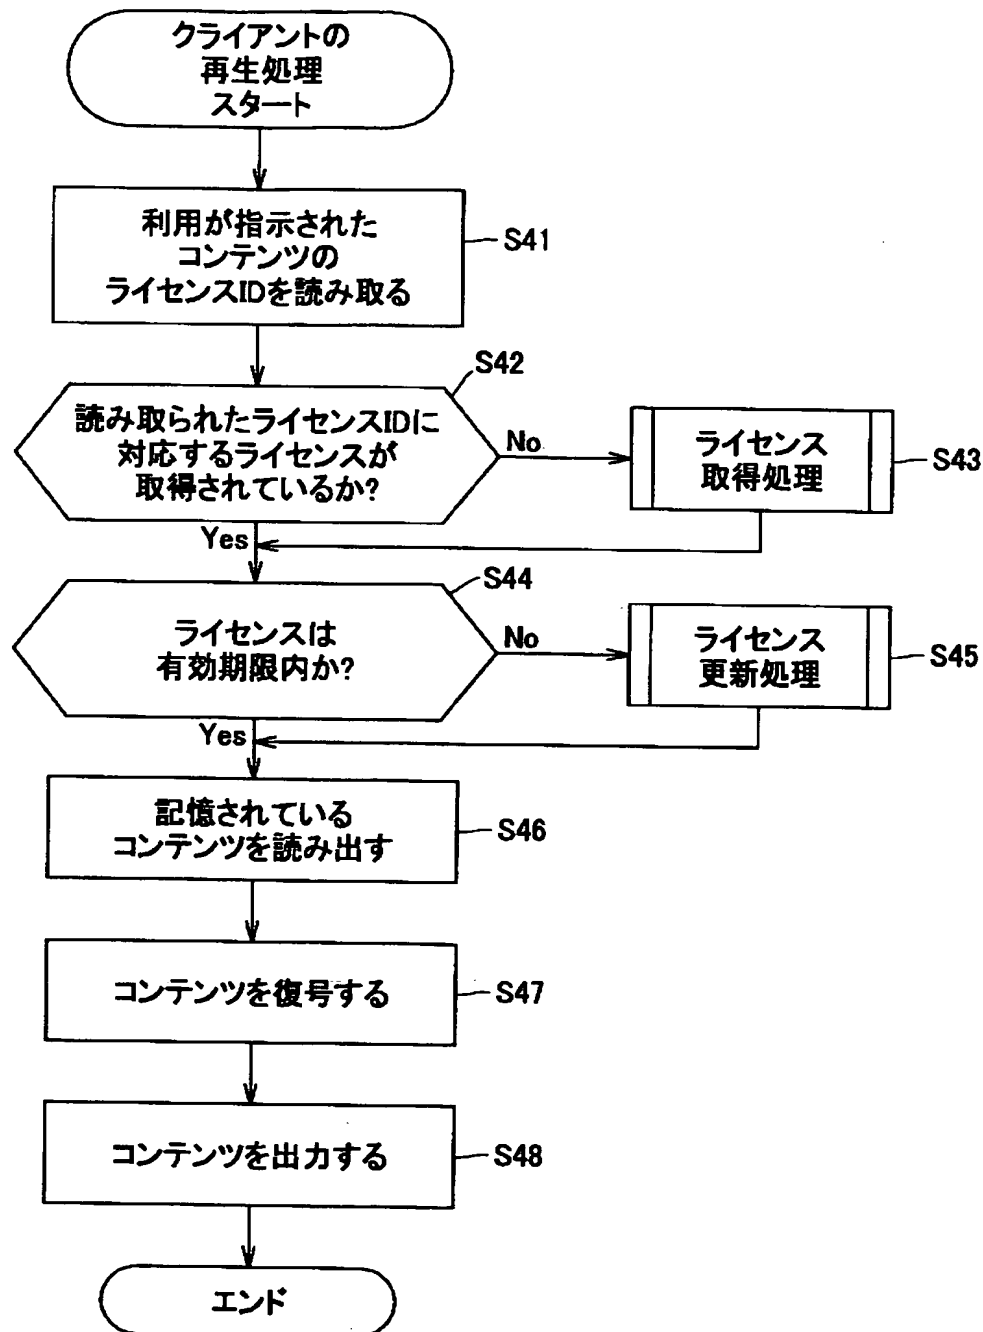 クライアントの
再生処理
スタート
利用が指示された
コンテンツの
ライセンスIDを読み取る
S41
S42
読み取られたライセンスIDに
対応するライセンスが
取得されているか?
No
ライセンス
取得処理
S43
Yes
S44
ライセンスは
有効期限内か?
No
ライセンス
更新処理
S45
Yes
記憶されている
コンテンツを読み出す
S46
コンテンツを復号する
S47
コンテンツを出力する
S48
エンド